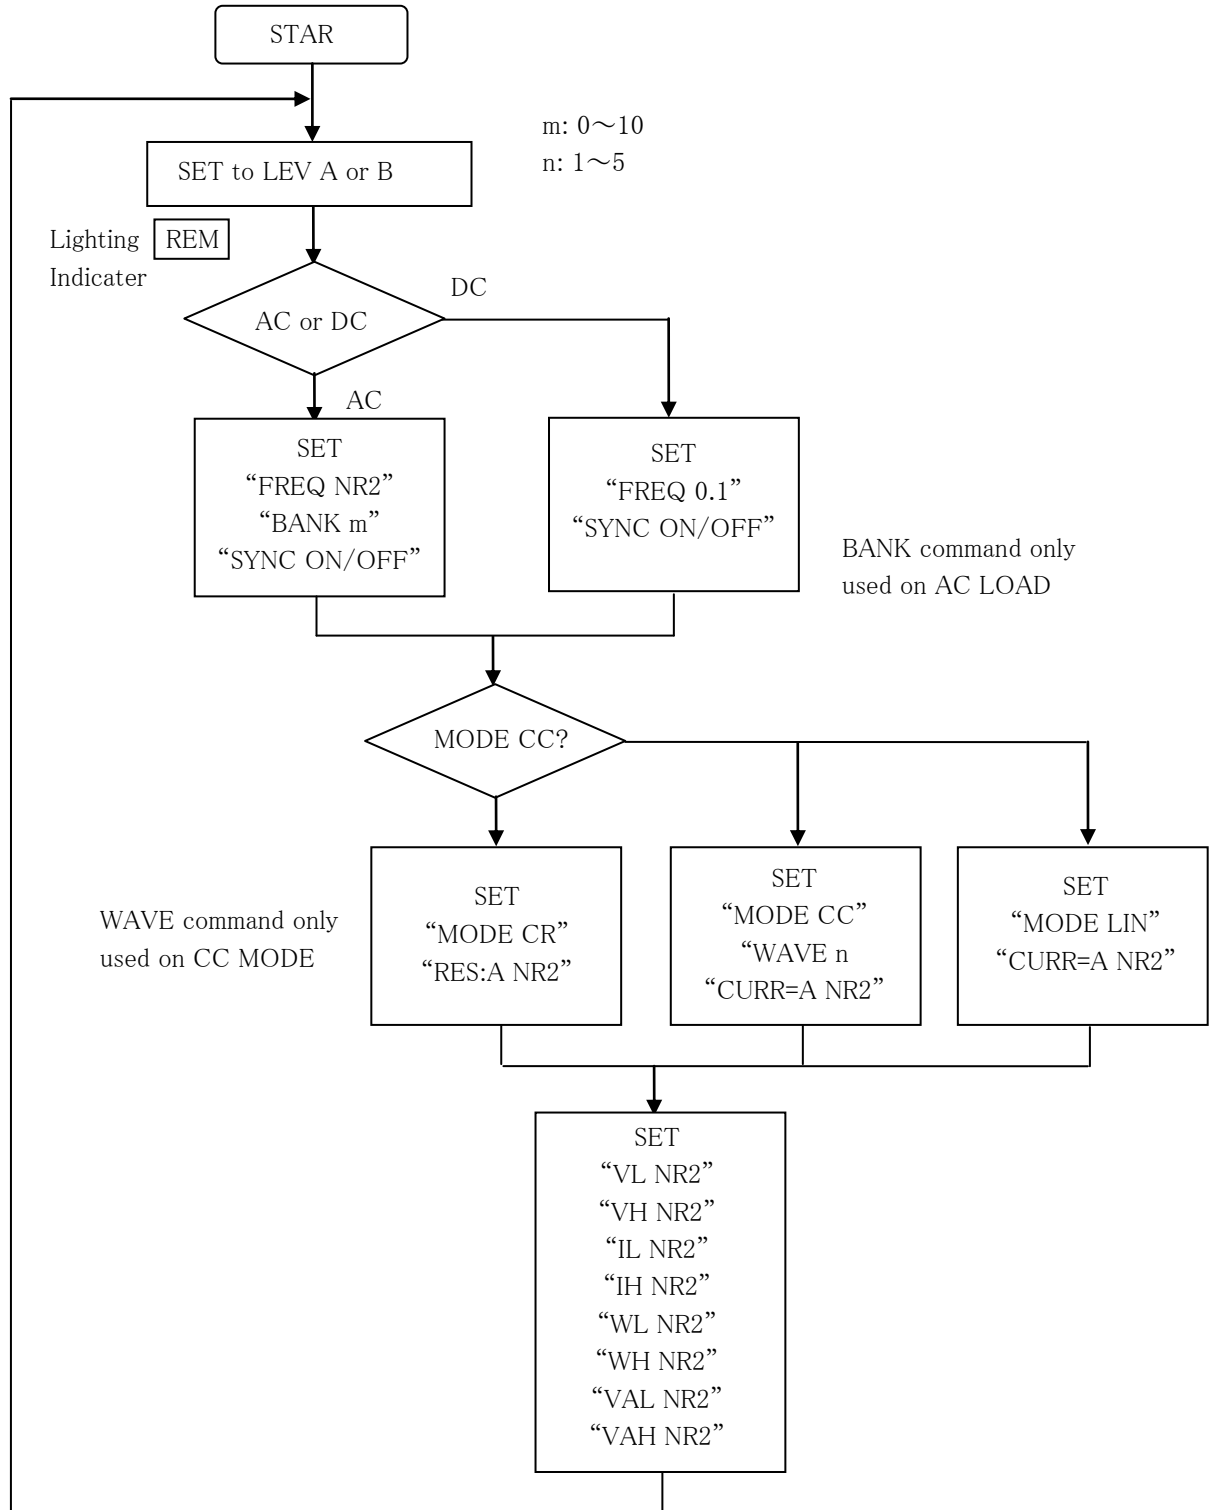 STAR
m: 0～10
n: 1～5
SET to LEV A or B
Lighting REM
Indicater
DC
AC or DC
AC
SET
“FREQ NR2”
“BANK m”
“SYNC ON/OFF”
SET
“FREQ 0.1”
“SYNC ON/OFF”
BANK command only
used on AC LOAD
MODE CC?
WAVE command only
used on CC MODE
SET
“MODE CR”
“RES:A NR2”
SET
“MODE CC”
“WAVE n
“CURR=A NR2”
SET
“MODE LIN”
“CURR=A NR2”
SET
“VL NR2”
“VH NR2”
“IL NR2”
“IH NR2”
“WL NR2”
“WH NR2”
“VAL NR2”
“VAH NR2”